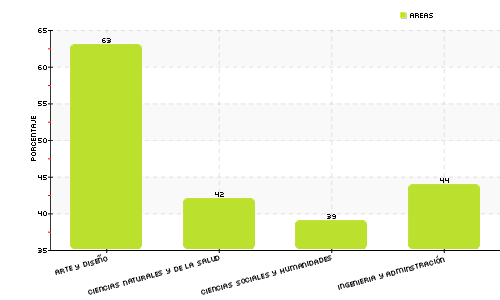 AREAS
65
60
55
50
45
40
35
PORCENTAJE
63
42
39
44
ARTE Y DISEÑO
CIENCIAS NATURALES Y DE LA SALUD
CIENCIAS SOCIALES Y HUMANIDADES
INGENIERIA Y ADMINISTRACIÓN